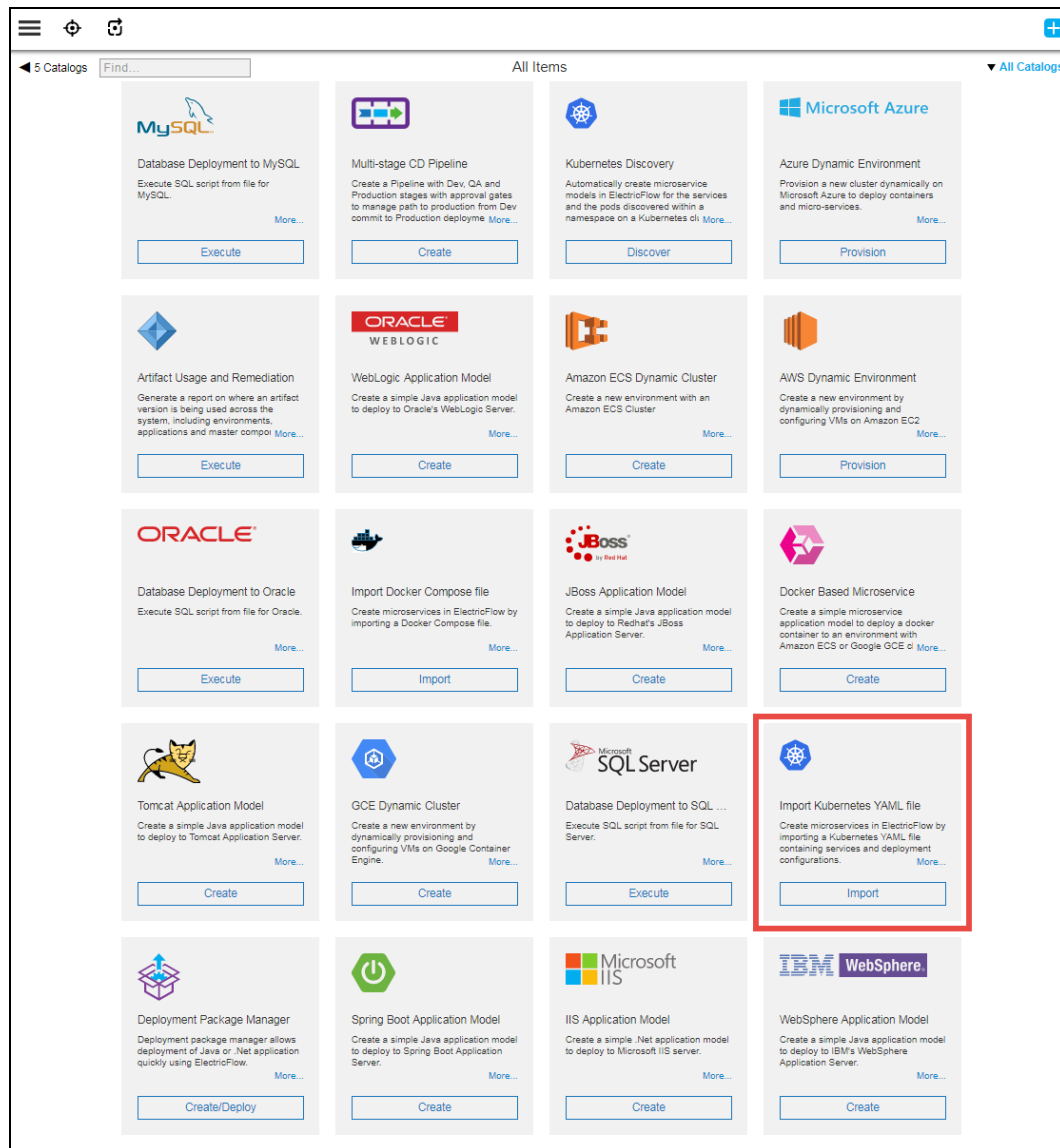 5 Catalogs
Find...
All Items
All Catalogs
MySQL
Database Deployment to MySQL
Execute SQL script from file for
MySQL.
More...
Execute
Multi-stage CD Pipeline
Create a Pipeline with Dev, QA and
Production stages with approval gates
to manage path to production from Dev
commit to Production deployme More...
Create
Kubernetes Discovery
Automatically create microservice
models in ElectricFlow for the services
and the pods discovered within a
namespace on a Kubernetes clu More...
Discover
Microsoft Azure
Azure Dynamic Environment
Provision a new cluster dynamically on
Microsoft Azure to deploy containers
and micro-services.
More...
Provision
Artifact Usage and Remediation
Generate a report on where an artifact
version is being used across the
system, including environments,
applications and master compor More...
Execute
ORACLE
WEBLOGIC
WebLogic Application Model
Create a simple Java application model
to deploy to Oracle's WebLogic Server.
More...
Create
Amazon ECS Dynamic Cluster
Create a new environment with an
Amazon ECS Cluster
More...
Create
AWS Dynamic Environment
Create a new environment by
dynamically provisioning and
configuring VMs on Amazon EC2
More...
Provision
ORACLE
Database Deployment to Oracle
Execute SQL script from file for Oracle.
More...
Execute
Import Docker Compose file
Create microservices in ElectricFlow by
importing a Docker Compose file.
More...
Import
JBoss
by Red Hat
JBoss Application Model
Create a simple Java application model
to deploy to Redhat's JBoss
Application Server.
More...
Create
Docker Based Microservice
Create a simple microservice
application model to deploy a docker
container to an environment with
Amazon ECS or Google GCE cl More...
Create
Tomcat Application Model
Create a simple Java application model
to deploy to Tomcat Application Server.
More...
Create
GCE Dynamic Cluster
Create a new environment by
dynamically provisioning and
configuring VMs on Google Container
Engine. More...
Create
Microsoft
SQL Server
Database Deployment to SQL ...
Execute SQL script from file for SQL
Server.
More...
Execute
Import Kubernetes YAML file
Create microservices in ElectricFlow by
importing a Kubernetes YAML file
containing services and deployment
configurations. More...
Import
Deployment Package Manager
Deployment package manager allows
deployment of Java or .Net application
quickly using ElectricFlow.
More...
Create/Deploy
Spring Boot Application Model
Create a simple Java application model
to deploy to Spring Boot Application
Server.
More...
Create
Microsoft
IIS
IIS Application Model
Create a simple .Net application model
to deploy to Microsoft IIS server.
More...
Create
IBM WebSphere.
WebSphere Application Model
Create a simple Java application model
to deploy to IBM's WebSphere
Application Server.
More...
Create